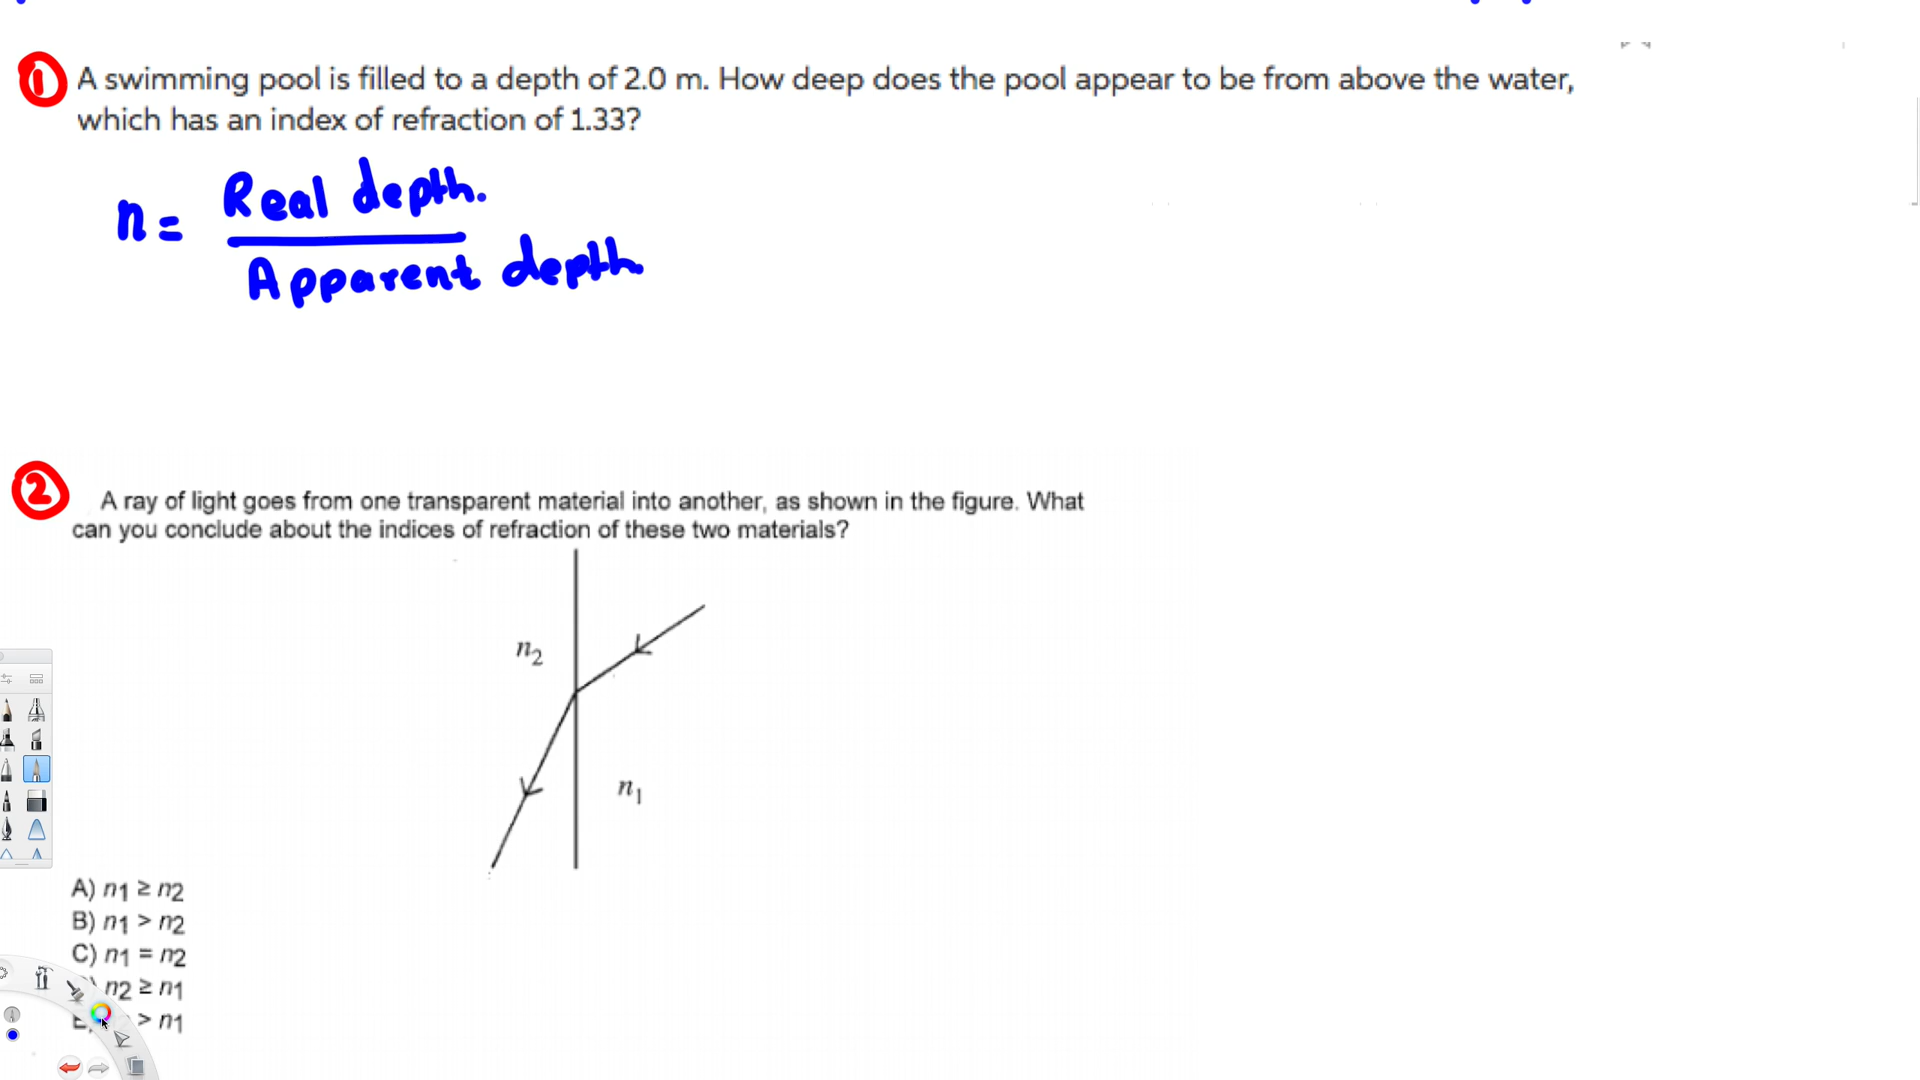 ① A swimming pool is filled to a depth of 2.0 m. How deep does the pool appear to be from above the water,
which has an index of refraction of 1.33?
n = Real depth.
Apparent depth
② A ray of light goes from one transparent material into another, as shown in the figure. What
can you conclude about the indices of refraction of these two materials?
n2
n1
A) n1 ≥ n2
B) n1 > n2
C) n1 = n2
n2 ≥ n1
> n1